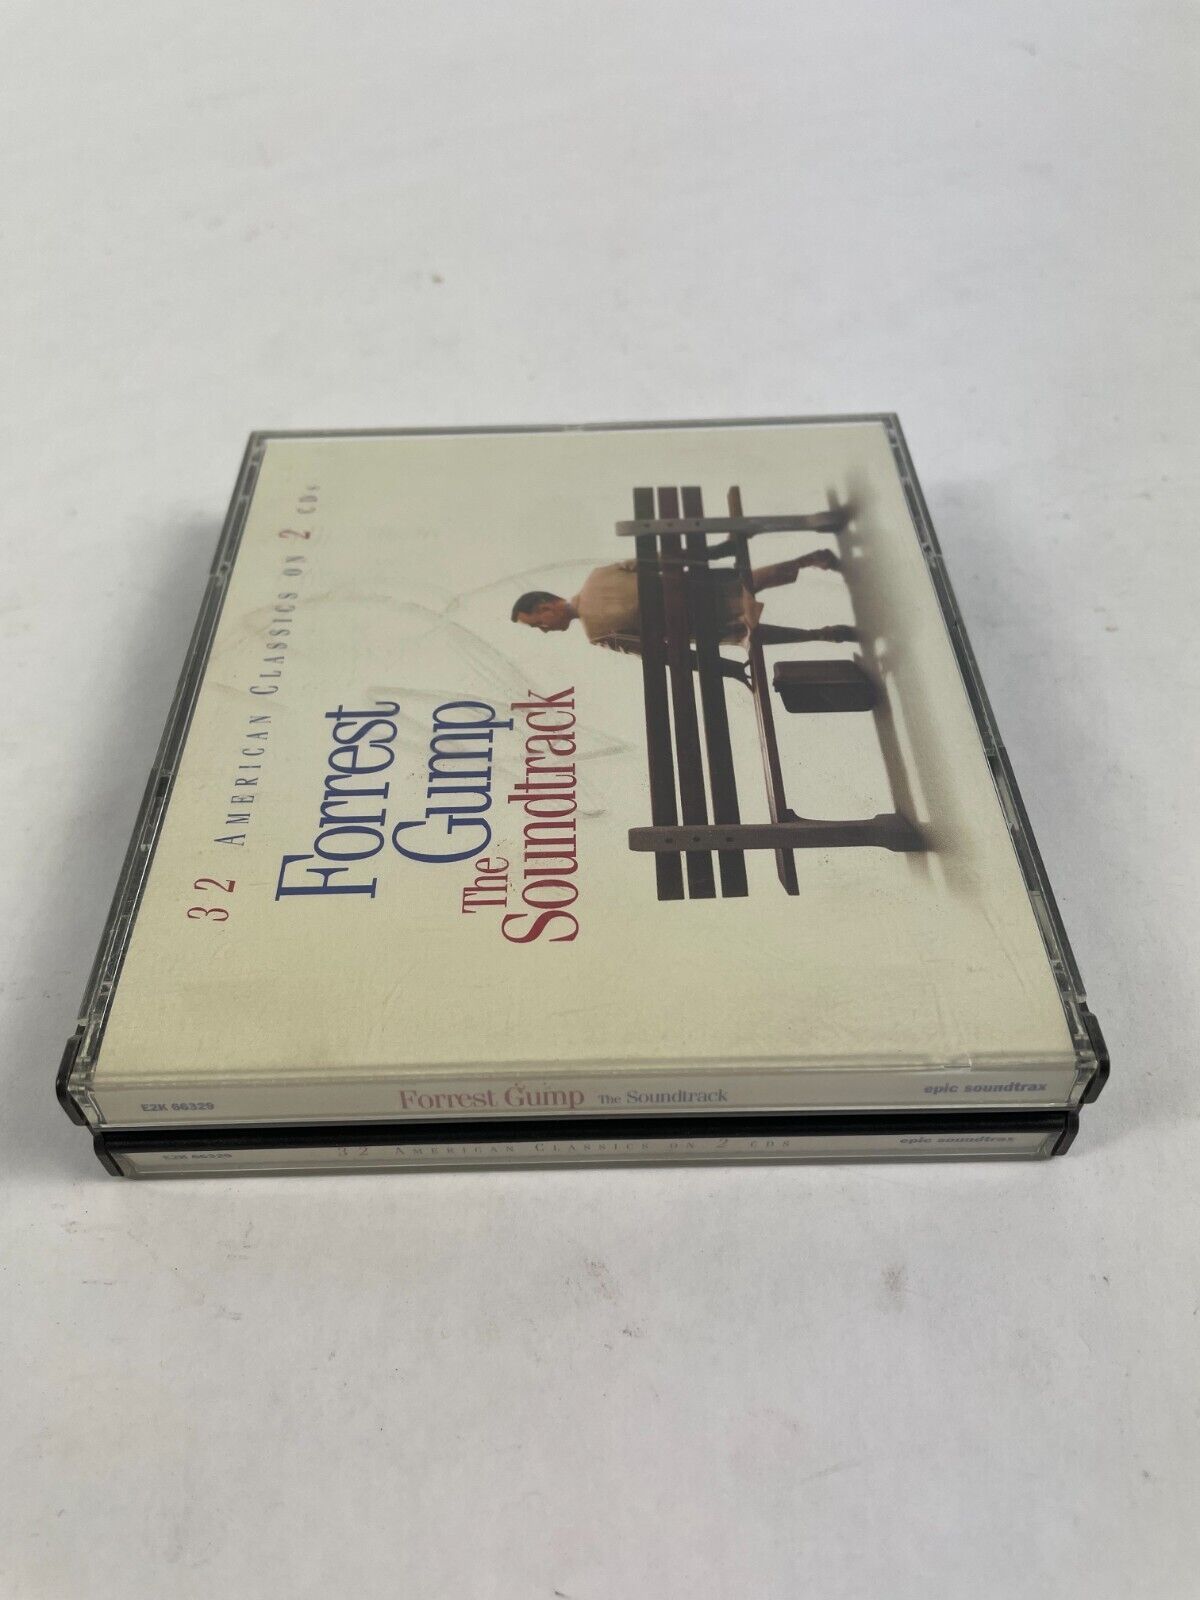 32 American Classics on 2 CDs
Forrest
Gump
The
Soundtrack
E2K 66329 Forrest Gump The Soundtrack epic soundtrax
E2K 66329 32 American Classics on 2 CDs epic soundtrax